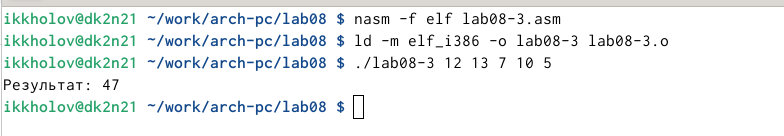 ikkholov@dk2n21 ~/work/arch-pc/lab08 $ nasm -f elf lab08-3.asm
ikkholov@dk2n21 ~/work/arch-pc/lab08 $ ld -m elf_i386 -o lab08-3 lab08-3.o
ikkholov@dk2n21 ~/work/arch-pc/lab08 $ ./lab08-3 12 13 7 10 5
Результат: 47
ikkholov@dk2n21 ~/work/arch-pc/lab08 $